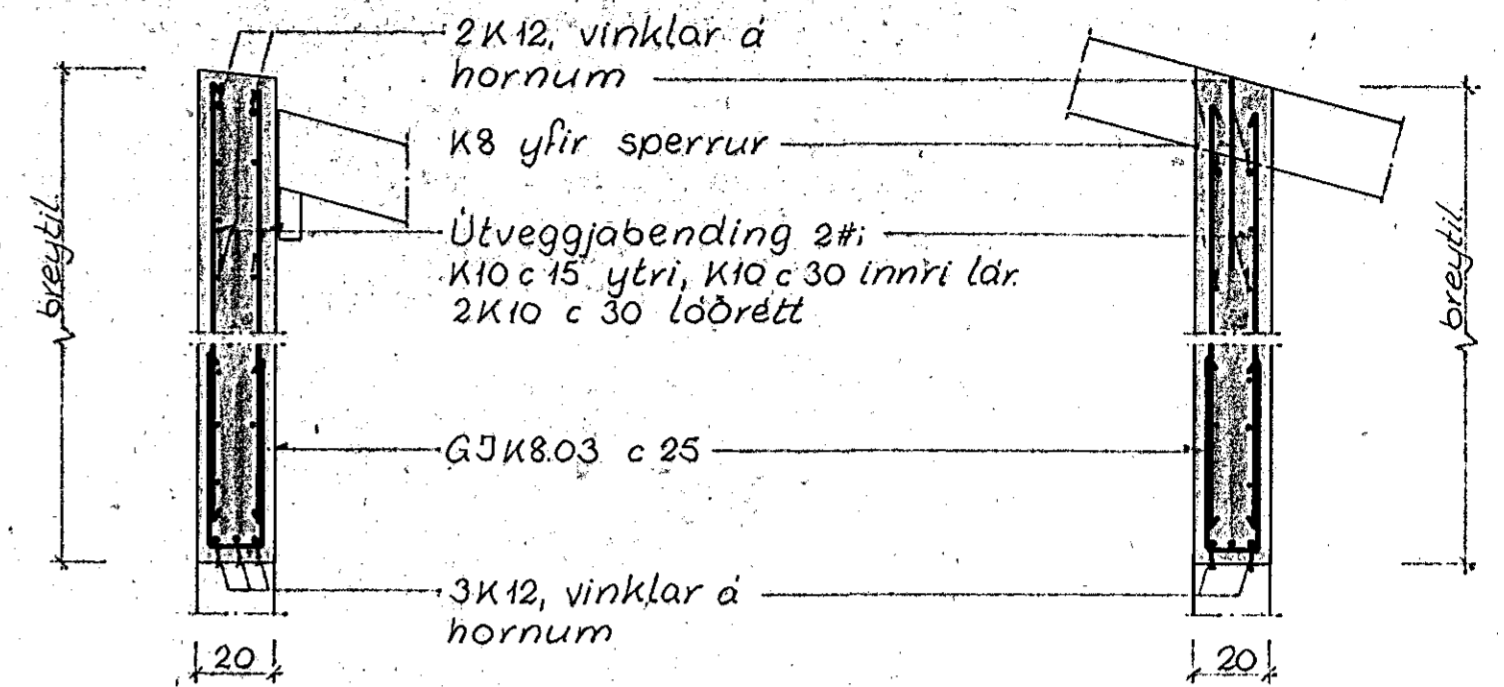 2K12, vinklar á
hornum
K8 yfir sperrur
Útveggjabending 2#;
K10 c 15 ytri, K10 c 30 innri lár.
2K10 c 30 lóðrétt
GJK8.03 c 25
3K12, vinklar á
hornum
breytil.
breytil.
20
20